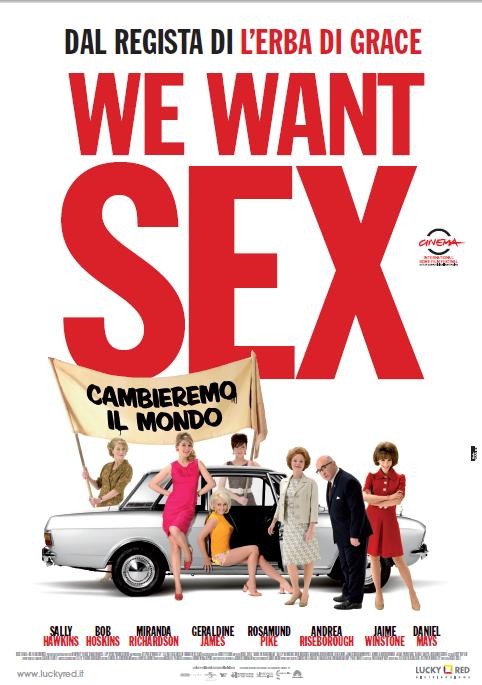 DAL REGISTA DI L'ERBA DI GRACE
WE WANT
SEX
CINEMA
CAMBIEREMO
IL MONDO
SALLY HAWKINS BOB HOSKINS MIRANDA RICHARDSON GERALDINE JAMES ROSAMUND PIKE ANDREA RISEBOROUGH JAIME WINSTONE DANIEL MAYS
www.luckyred.it
LUCKY RED